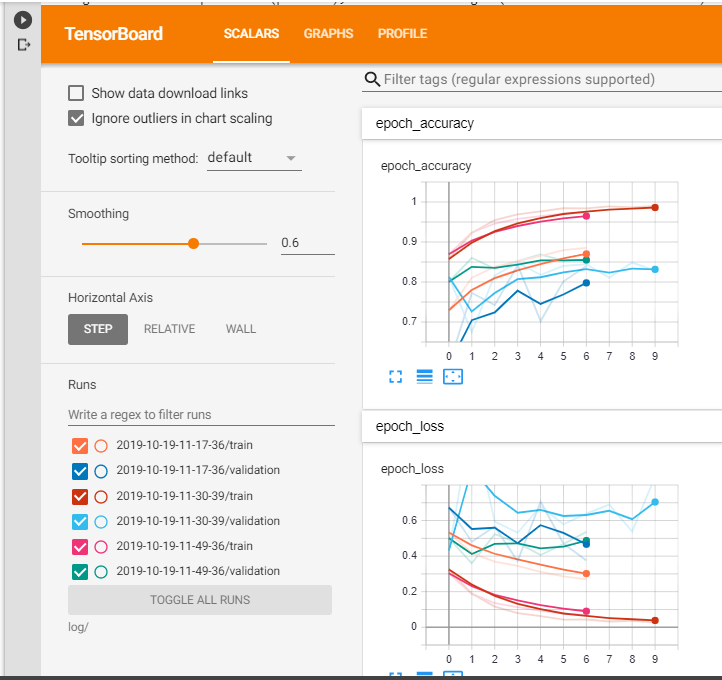 TensorBoard
SCALARS GRAPHS PROFILE
Show data download links
Ignore outliers in chart scaling
Tooltip sorting method: default
Smoothing
0.6
Horizontal Axis
STEP RELATIVE WALL
Runs
Write a regex to filter runs
2019-10-19-11-17-36/train
2019-10-19-11-17-36/validation
2019-10-19-11-30-39/train
2019-10-19-11-30-39/validation
2019-10-19-11-49-36/train
2019-10-19-11-49-36/validation
TOGGLE ALL RUNS
log/
Filter tags (regular expressions supported)
epoch_accuracy
epoch_accuracy
1
0.9
0.8
0.7
0 1 2 3 4 5 6 7 8 9
epoch_loss
epoch_loss
0.6
0.4
0.2
0
0 1 2 3 4 5 6 7 8 9